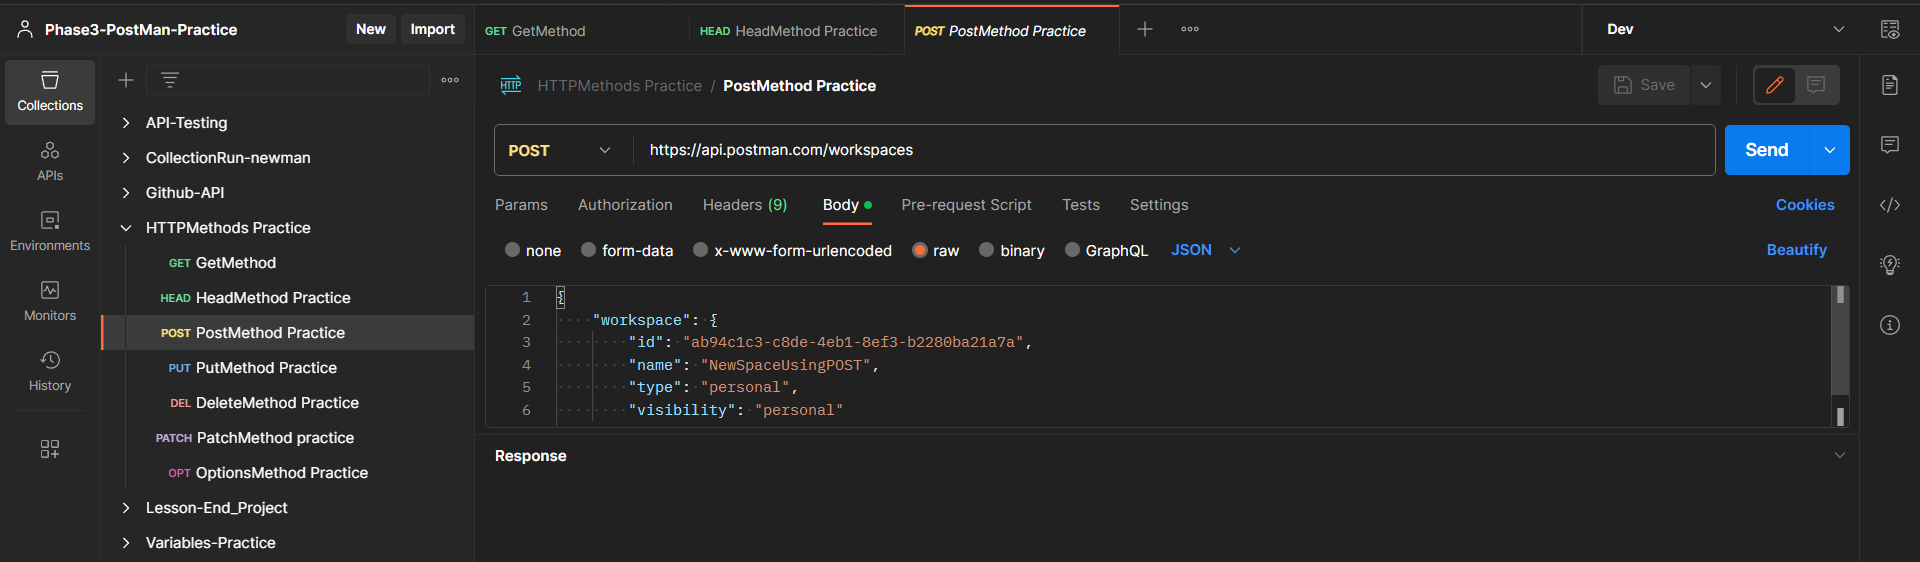 Phase3-PostMan-Practice
New
Import
GET GetMethod
HEAD HeadMethod Practice
POST PostMethod Practice
Dev
Collections
APIs
Environments
Monitors
History
API-Testing
CollectionRun-newman
Github-API
HTTPMethods Practice
GET GetMethod
HEAD HeadMethod Practice
POST PostMethod Practice
PUT PutMethod Practice
DEL DeleteMethod Practice
PATCH PatchMethod practice
OPT OptionsMethod Practice
Lesson-End_Project
Variables-Practice
HTTP HTTPMethods Practice / PostMethod Practice
Save
POST
https://api.postman.com/workspaces
Send
Params Authorization Headers (9) Body Pre-request Script Tests Settings
Cookies
none form-data x-www-form-urlencoded raw binary GraphQL JSON
Beautify
1 {
2 "workspace": {
3 "id": "ab94c1c3-c8de-4eb1-8ef3-b2280ba21a7a",
4 "name": "NewSpaceUsingPOST",
5 "type": "personal",
6 "visibility": "personal"
Response